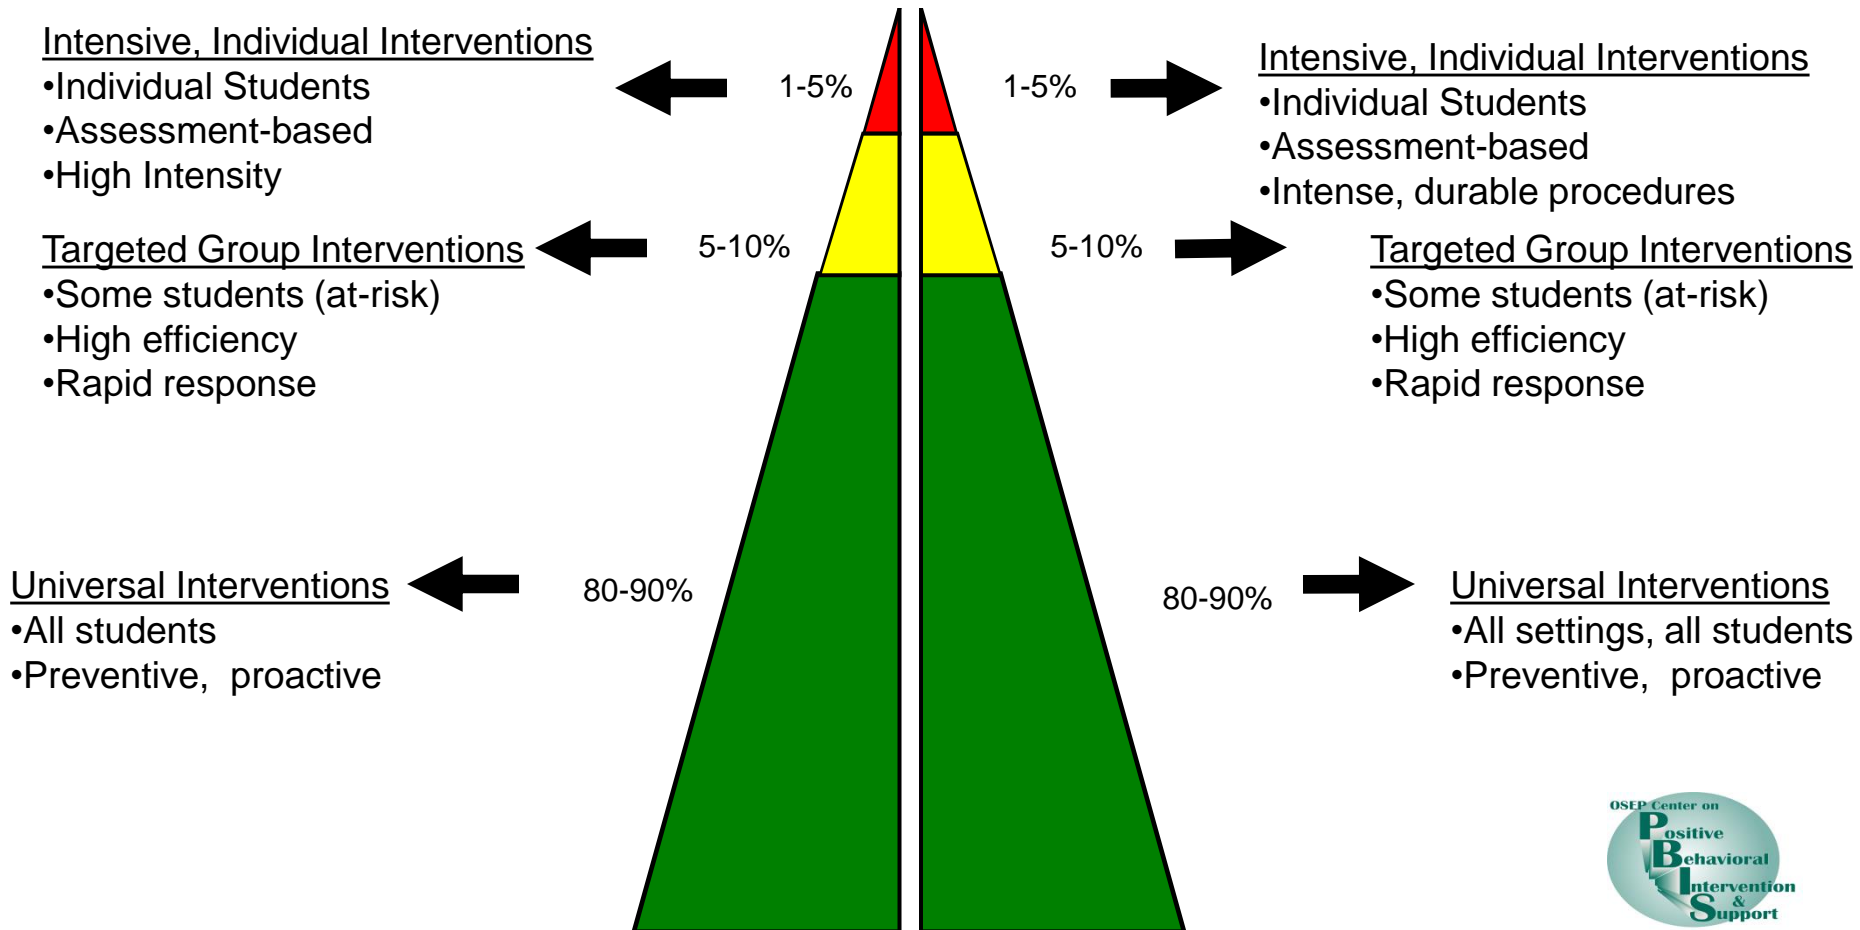 Intensive, Individual Interventions
•Individual Students
•Assessment-based
•High Intensity
1-5%
Targeted Group Interventions
•Some students (at-risk)
•High efficiency
•Rapid response
5-10%
Universal Interventions
•All students
•Preventive, proactive
80-90%
1-5%
Intensive, Individual Interventions
•Individual Students
•Assessment-based
•Intense, durable procedures
5-10%
Targeted Group Interventions
•Some students (at-risk)
•High efficiency
•Rapid response
80-90%
Universal Interventions
•All settings, all students
•Preventive, proactive
OSEP Center on
Positive
Behavioral
Intervention
&
Support